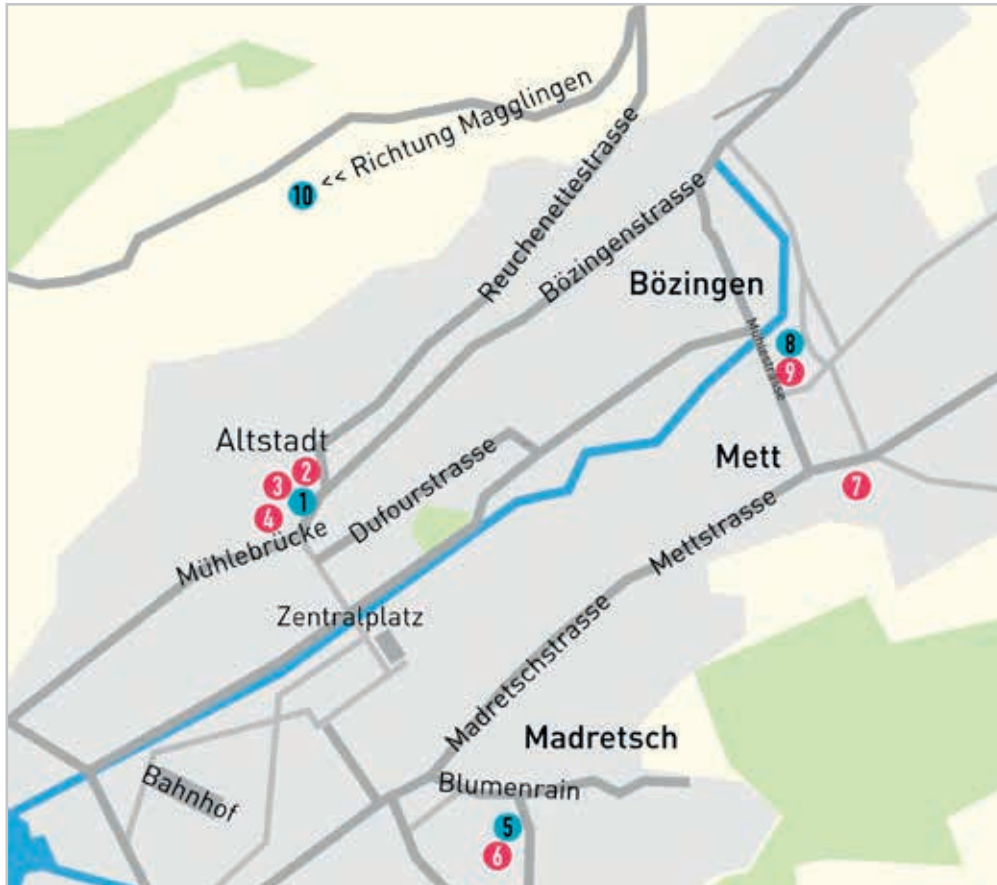 << Richtung Magglingen
10
Reuchenettestrasse
Bözingenstrasse
Bözingen
Mühlestrasse
8
9
Altstadt
2
3
1
4
Mühlebrücke
Dufourstrasse
Mett
7
Mettstrasse
Zentralplatz
Madretschstrasse
Madretsch
Bahnhof
Blumenrain
5
6